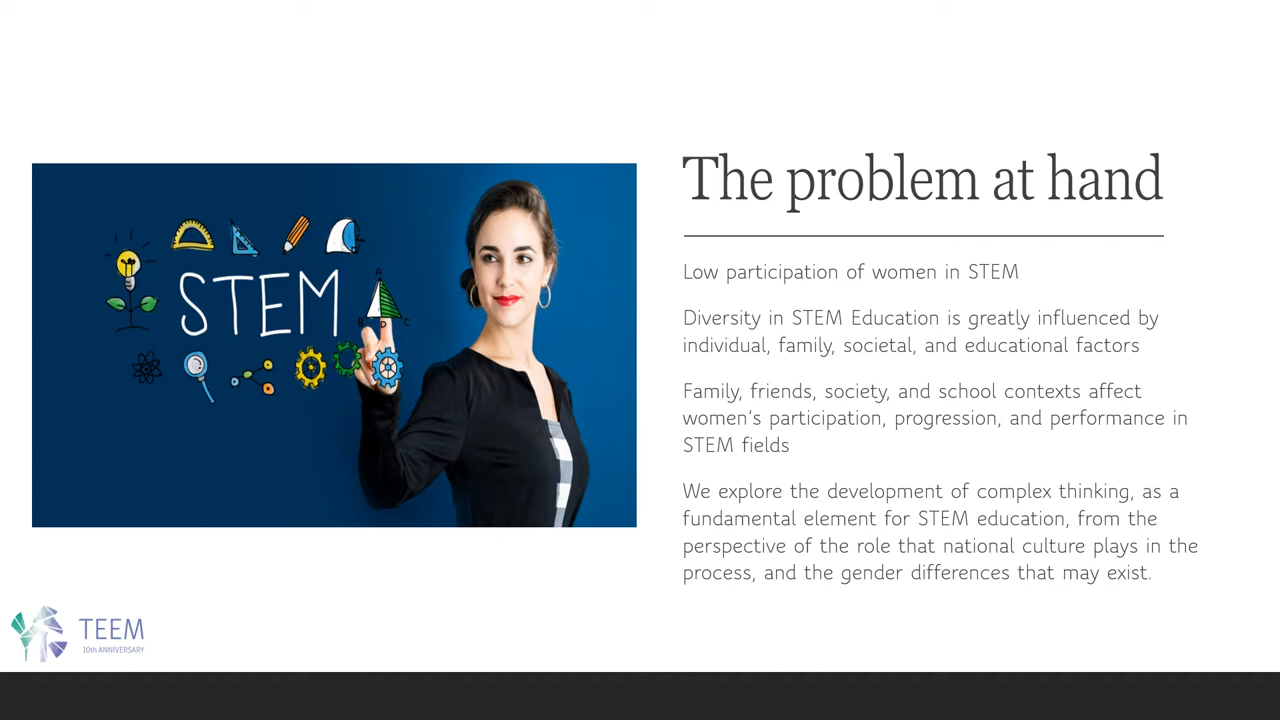 The problem at hand
STEM
Low participation of women in STEM
Diversity in STEM Education is greatly influenced by
individual, family, societal, and educational factors
Family, friends, society, and school contexts affect
women's participation, progression, and performance in
STEM fields
We explore the development of complex thinking, as a
fundamental element for STEM education, from the
perspective of the role that national culture plays in the
process, and the gender differences that may exist.
TEEM
10th ANNIVERSARY